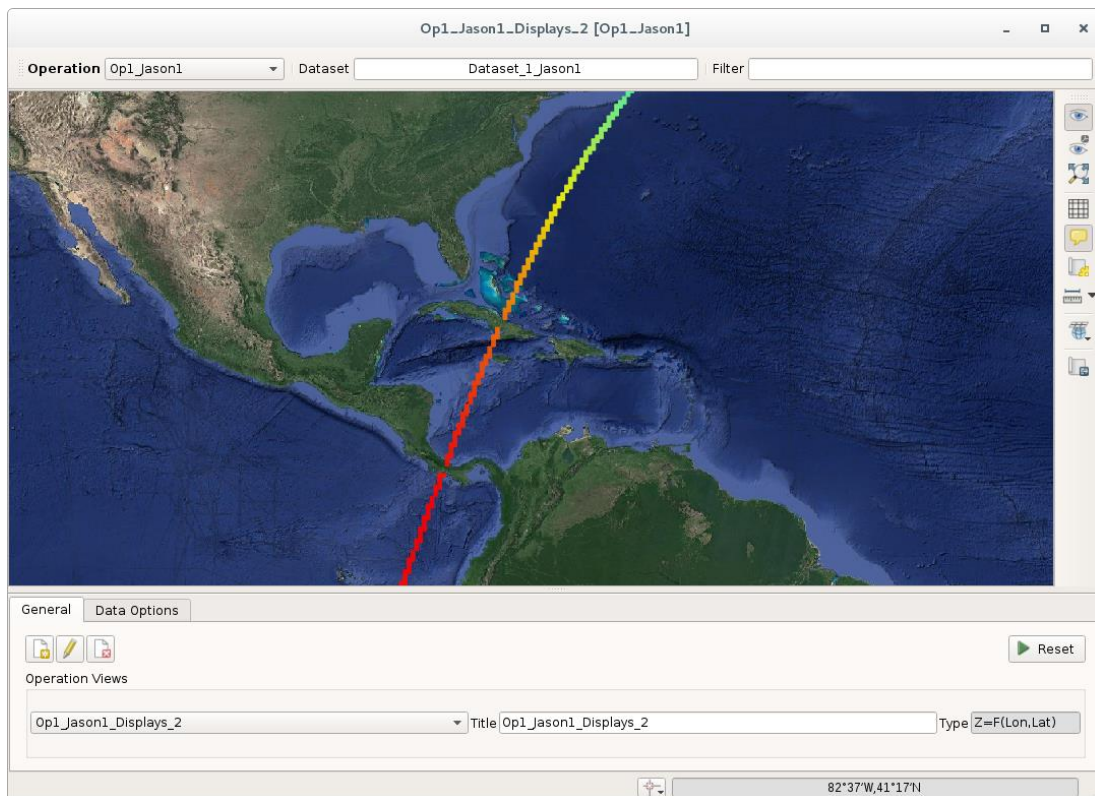 Op1_Jason1_Displays_2 [Op1_Jason1]
Operation Op1_Jason1 Dataset Dataset_1_Jason1 Filter
General Data Options
Reset
Operation Views
Op1_Jason1_Displays_2 Title Op1_Jason1_Displays_2 Type Z=F(Lon,Lat)
82°37'W,41°17'N